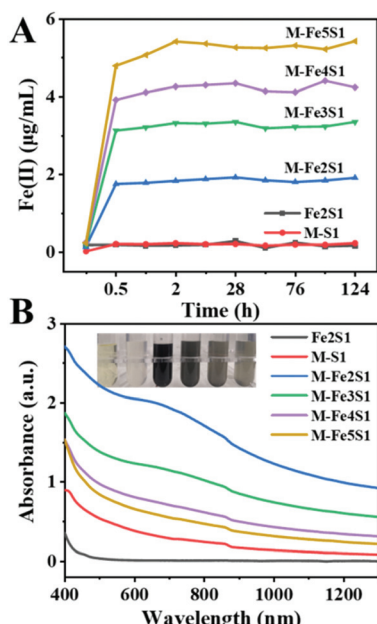 A
M-Fe5S1
M-Fe4S1
M-Fe3S1
M-Fe2S1
Fe2S1
M-S1
Fe(II) (μg/mL)
6
4
2
0
0.5 2 28 76 124
Time (h)
B
Fe2S1
M-S1
M-Fe2S1
M-Fe3S1
M-Fe4S1
M-Fe5S1
Absorbance (a.u.)
3
2
1
0
400 600 800 1000 1200
Wavelength (nm)